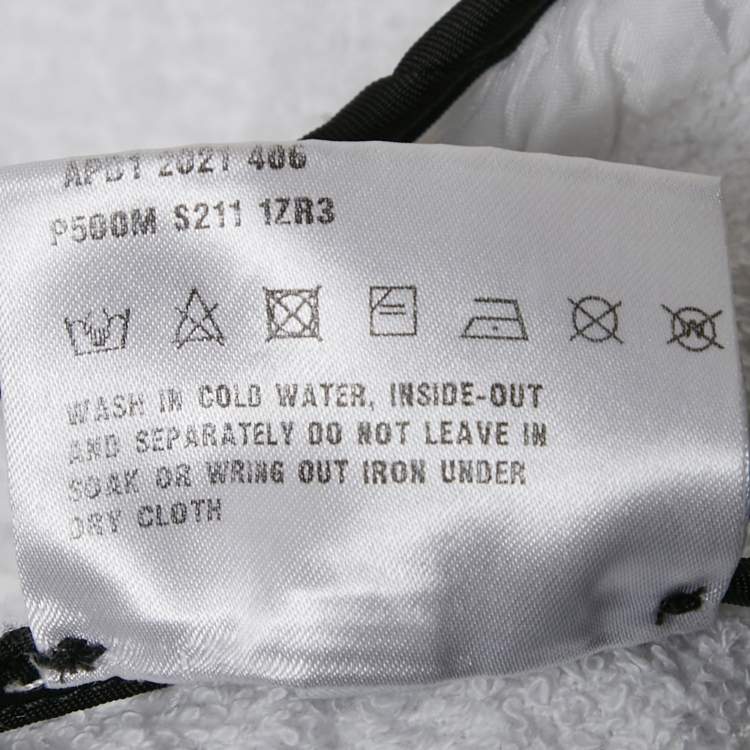 APD1 2021 406
P500M S211 1ZR3
WASH IN COLD WATER, INSIDE-OUT
AND SEPARATELY DO NOT LEAVE IN
SOAK OR WRING OUT IRON UNDER
DRY CLOTH